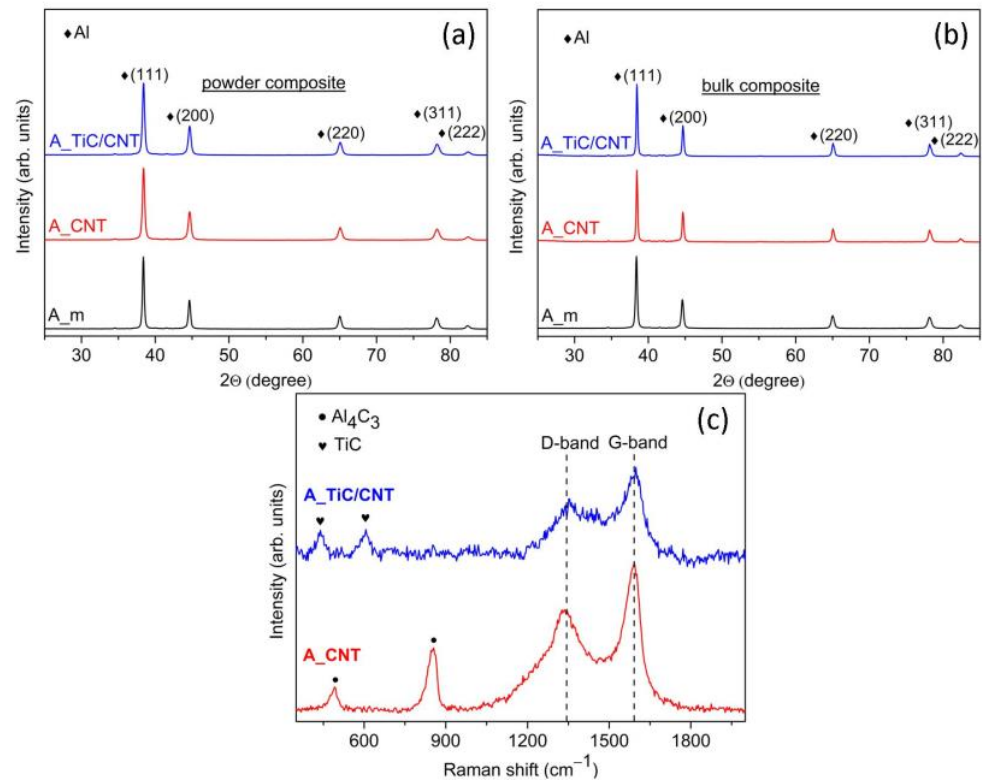 (a)
♦Al
♦(111)
powder composite
♦(200)
♦(311)
♦(220)
♦(222)
A_TiC/CNT
A_CNT
A_m
Intensity (arb. units)
30 40 50 60 70 80
2Θ (degree)
(b)
♦Al
♦(111)
bulk composite
♦(200)
♦(311)
♦(220)
♦(222)
A_TiC/CNT
A_CNT
A_m
Intensity (arb. units)
30 40 50 60 70 80
2Θ (degree)
(c)
● Al₄C₃
♥ TiC
D-band G-band
A_TiC/CNT
♥ ♥
A_CNT
● ●
Intensity (arb. units)
600 900 1200 1500 1800
Raman shift (cm⁻¹)